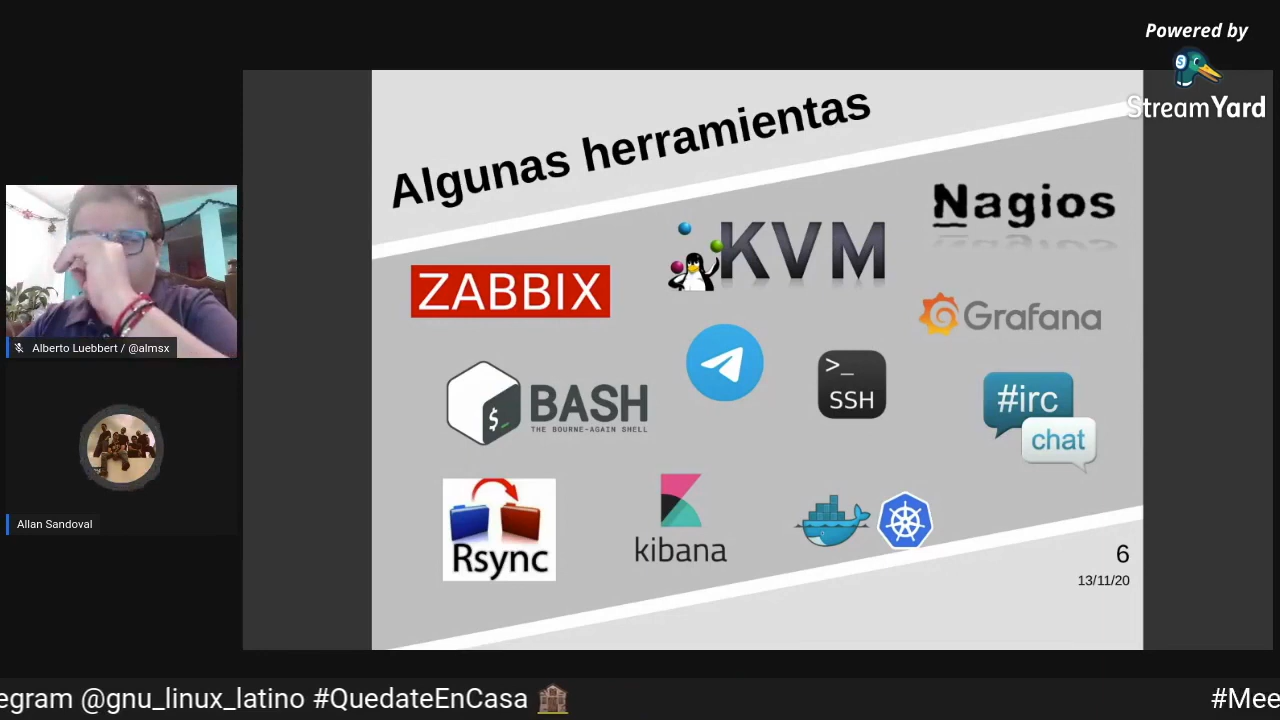 Powered by
StreamYard
Algunas herramientas
Nagios
KVM
ZABBIX
Grafana
>_
SSH
#irc
chat
$_
BASH
THE BOURNE-AGAIN SHELL
Rsync
kibana
6
13/11/20
Alberto Luebbert / @almsx
Allan Sandoval
egram @gnu_linux_latino #QuedateEnCasa
#Mee